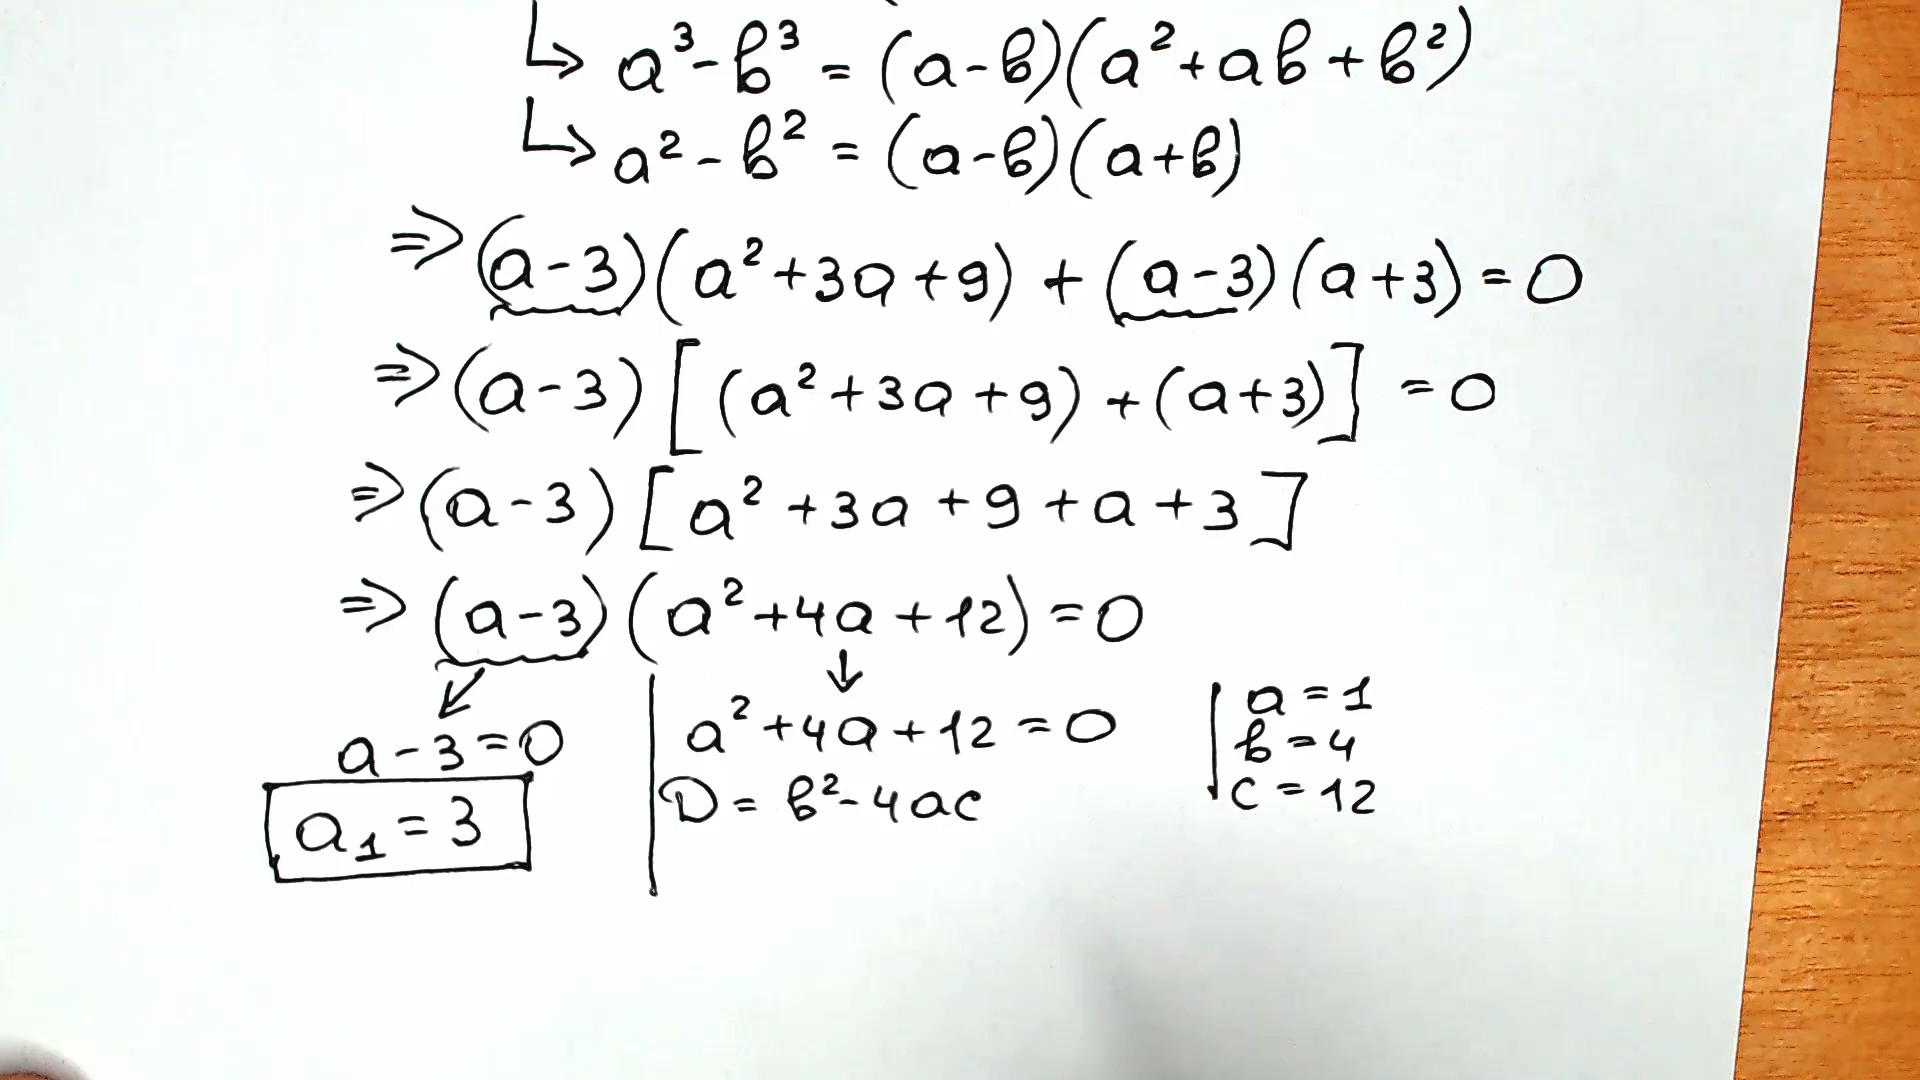 ↳ a³-b³ = (a-b)(a²+ab+b²)
↳ a²-b² = (a-b)(a+b)
⇒ (a-3)(a²+3a+9) + (a-3)(a+3) = 0
⇒ (a-3)[(a²+3a+9)+(a+3)] = 0
⇒ (a-3)[a²+3a+9+a+3]
⇒ (a-3)(a²+4a+12) = 0
↙ ↓
a-3=0
a₁=3
a²+4a+12=0
D = b²-4ac
a=1
b=4
c=12